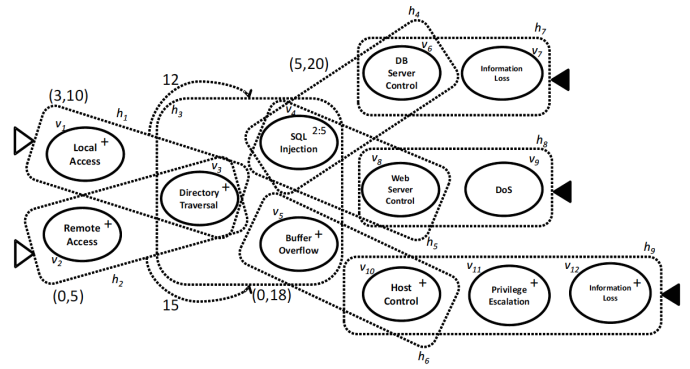 h4
h7
v6
v7
DB
Server
Control
Information
Loss
(5,20)
12
(3,10)
h1
h3
v4
v1
+
Local
Access
2:5
SQL
Injection
h8
v8
v9
Web
Server
Control
DoS
v3
+
Directory
Traversal
+
Remote
Access
v2
h2
(0,5)
v5
+
Buffer
Overflow
h5
h9
15
(0,18)
v10
+
Host
Control
v11
+
Privilege
Escalation
v12
+
Information
Loss
h6